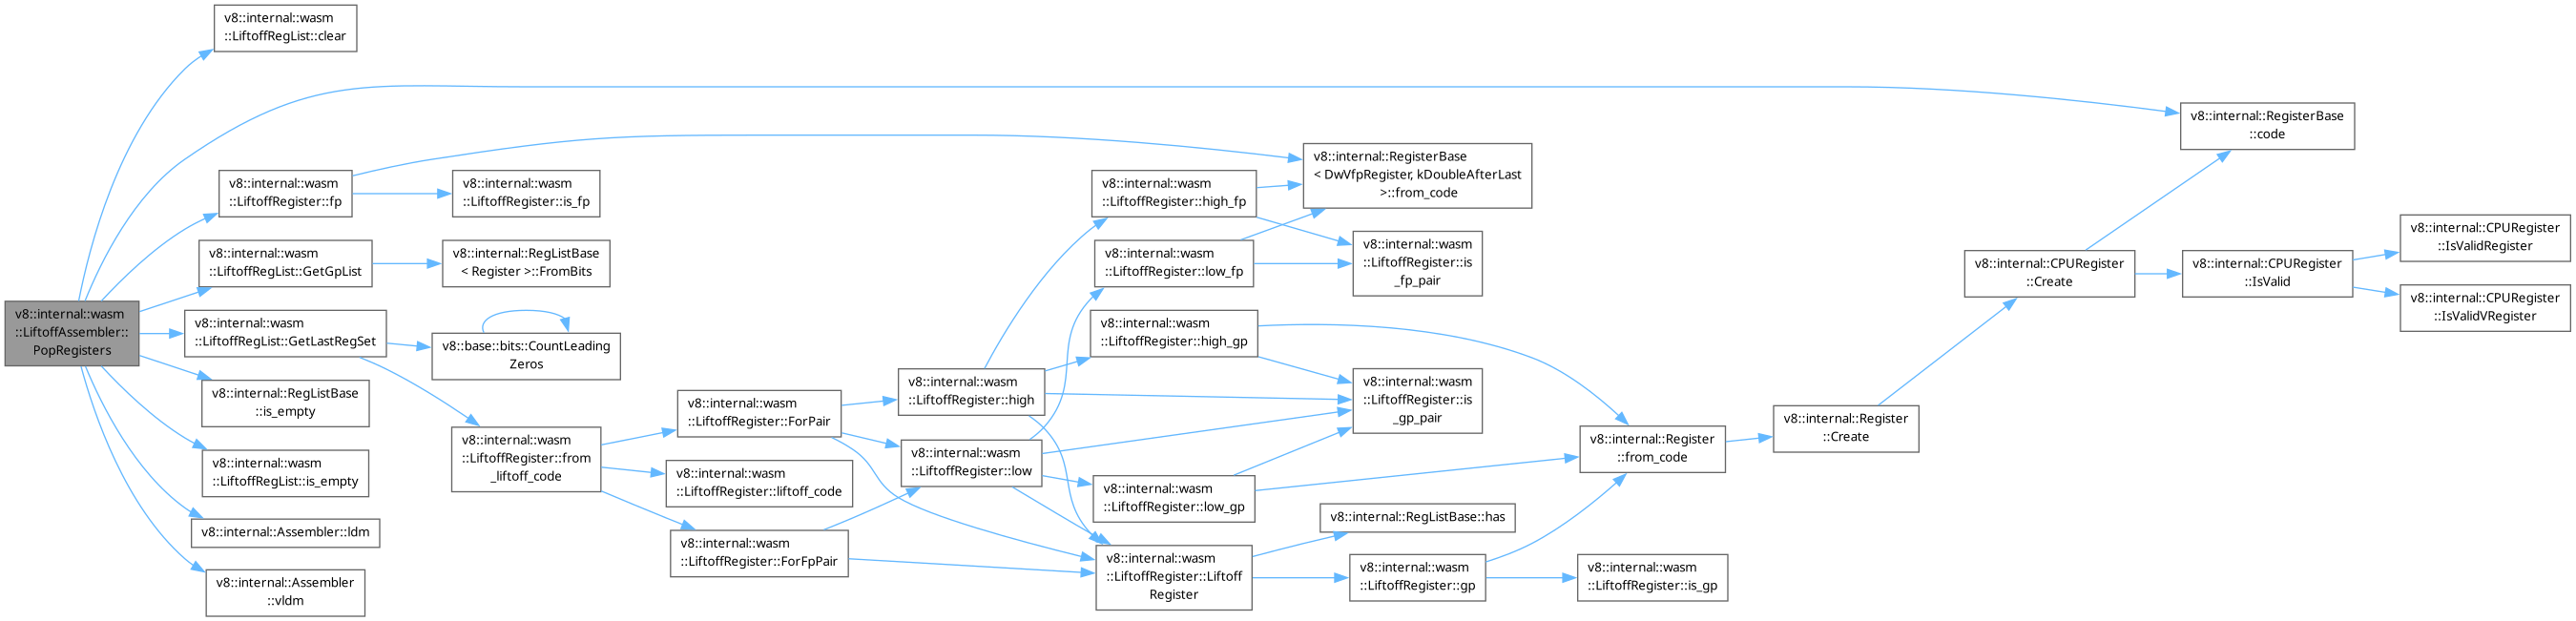 v8::internal::wasm
::LiftoffAssembler::
PopRegisters
v8::internal::wasm
::LiftoffRegList::clear
v8::internal::wasm
::LiftoffRegister::fp
v8::internal::wasm
::LiftoffRegList::GetGpList
v8::internal::wasm
::LiftoffRegList::GetLastRegSet
v8::internal::RegListBase
::is_empty
v8::internal::wasm
::LiftoffRegList::is_empty
v8::internal::Assembler::ldm
v8::internal::Assembler
::vldm
v8::internal::wasm
::LiftoffRegister::is_fp
v8::internal::RegListBase
< Register >::FromBits
v8::base::bits::CountLeading
Zeros
v8::internal::wasm
::LiftoffRegister::from
_liftoff_code
v8::internal::wasm
::LiftoffRegister::ForPair
v8::internal::wasm
::LiftoffRegister::liftoff_code
v8::internal::wasm
::LiftoffRegister::ForFpPair
v8::internal::wasm
::LiftoffRegister::high
v8::internal::wasm
::LiftoffRegister::low
v8::internal::wasm
::LiftoffRegister::high_fp
v8::internal::wasm
::LiftoffRegister::low_fp
v8::internal::wasm
::LiftoffRegister::high_gp
v8::internal::wasm
::LiftoffRegister::low_gp
v8::internal::wasm
::LiftoffRegister::Liftoff
Register
v8::internal::RegisterBase
< DwVfpRegister, kDoubleAfterLast
>::from_code
v8::internal::wasm
::LiftoffRegister::is
_fp_pair
v8::internal::wasm
::LiftoffRegister::is
_gp_pair
v8::internal::RegListBase::has
v8::internal::wasm
::LiftoffRegister::gp
v8::internal::Register
::from_code
v8::internal::wasm
::LiftoffRegister::is_gp
v8::internal::Register
::Create
v8::internal::CPURegister
::Create
v8::internal::RegisterBase
::code
v8::internal::CPURegister
::IsValid
v8::internal::CPURegister
::IsValidRegister
v8::internal::CPURegister
::IsValidVRegister